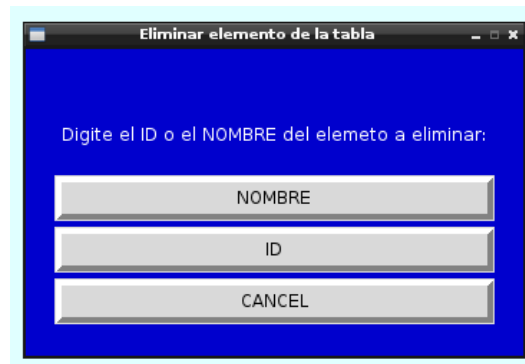 Eliminar elemento de la tabla
Digite el ID o el NOMBRE del elemeto a eliminar:
NOMBRE
ID
CANCEL